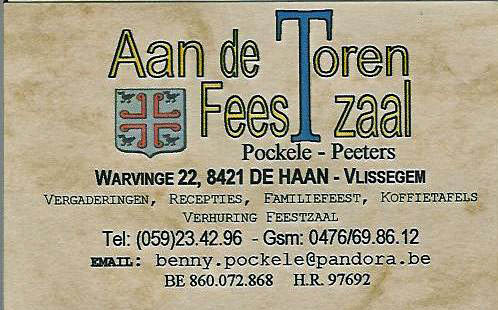 Aan de Toren
FeesTzaal
Pockele - Peeters
WARVINGE 22, 8421 DE HAAN - VLISSEGEM
VERGADERINGEN, RECEPTIES, FAMILIEFEEST, KOFFIETAFELS
VERHURING FEESTZAAL
Tel: (059)23.42.96 - Gsm: 0476/69.86.12
EMAIL: benny.pockele@pandora.be
BE 860.072.868 H.R. 97692